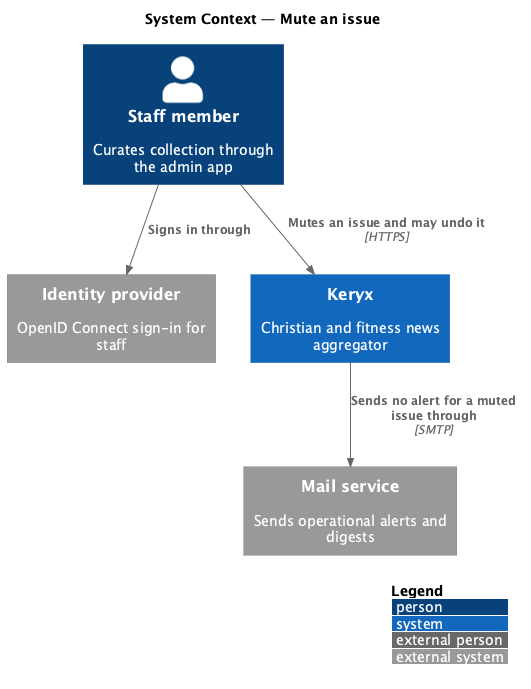 System Context — Mute an issue
Staff member
Curates collection through
the admin app
Signs in through
Mutes an issue and may undo it
[HTTPS]
Identity provider
OpenID Connect sign-in for
staff
Keryx
Christian and fitness news
aggregator
Sends no alert for a muted
issue through
[SMTP]
Mail service
Sends operational alerts and
digests
Legend
person
system
external person
external system